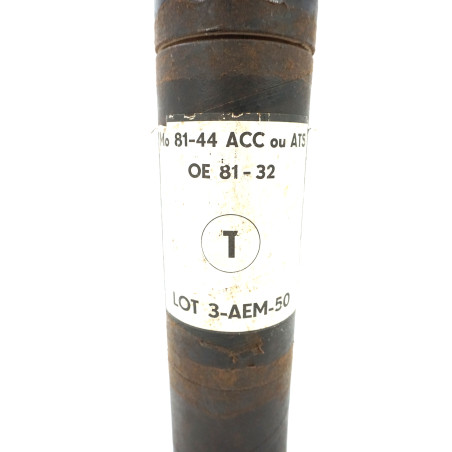 Mo 81-44 ACC ou ATS
OE 81-32
T
LOT 3-AEM-50